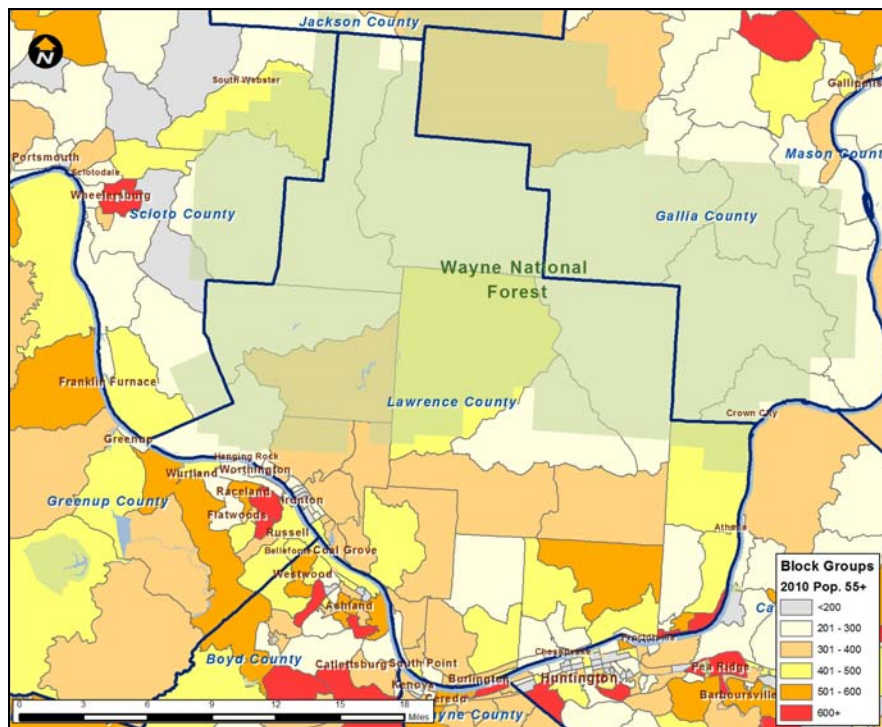 Jackson County
N
South Webster
Gallipolis
Portsmouth
Sciotodale
Mason County
Wheelersburg
Scioto County
Gallia County
Wayne National
Forest
Franklin Furnace
Lawrence County
Crown City
Greenup
Hanging Rock
Wurtland
Worthington
Raceland
Ironton
Greenup County
Flatwoods
Russell
Athalia
Bellefonte
Coal Grove
Westwood
Ashland
Proctorville
Chesapeake
Boyd County
Catlettsburg
South Point
Burlington
Huntington
Pea Ridge
Kenova
Ceredo
Barboursville
Wayne County
Block Groups
2010 Pop. 55+
<200
201 - 300
301 - 400
401 - 500
501 - 600
600+
Ca
0 3 6 9 12 15 18
Miles